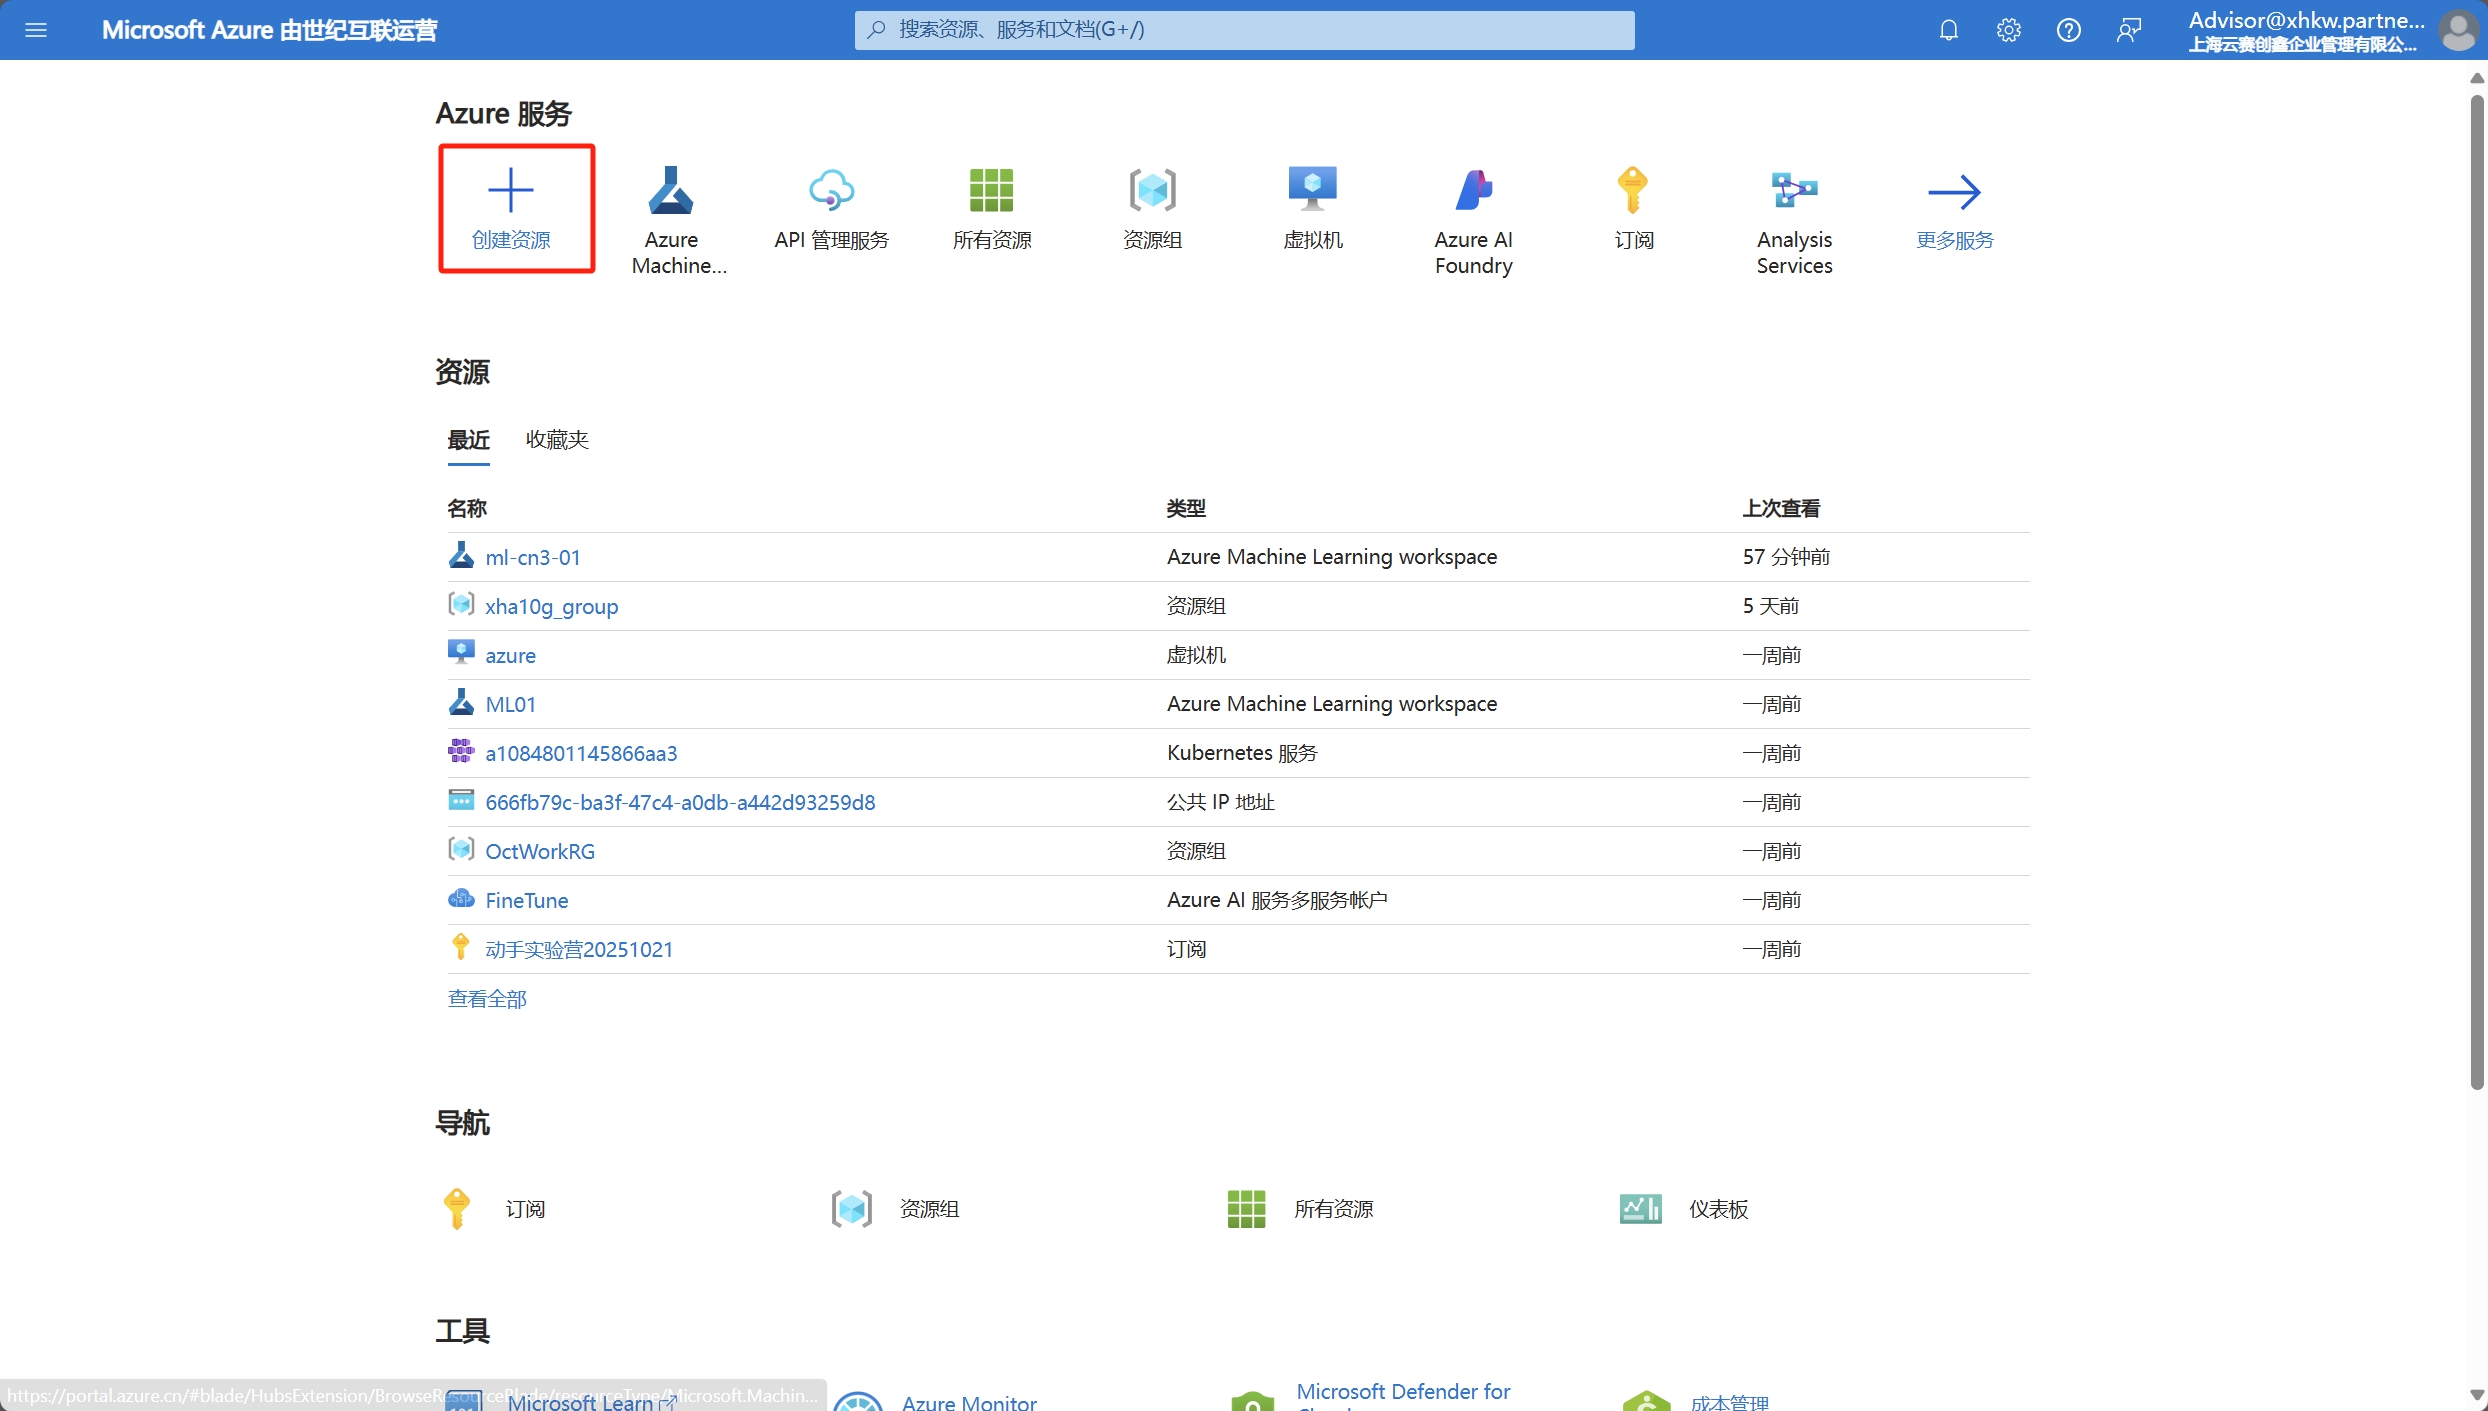 Microsoft Azure 由世纪互联运营
搜索资源、服务和文档(G+/)
Advisor@xhkw.partne...
上海云赛创鑫企业管理有限公...
Azure 服务
创建资源
Azure
Machine...
API 管理服务
所有资源
资源组
虚拟机
Azure AI
Foundry
订阅
Analysis
Services
更多服务
资源
最近
收藏夹
名称
类型
上次查看
ml-cn3-01
Azure Machine Learning workspace
57 分钟前
xha10g_group
资源组
5 天前
azure
虚拟机
一周前
ML01
Azure Machine Learning workspace
一周前
a1084801145866aa3
Kubernetes 服务
一周前
666fb79c-ba3f-47c4-a0db-a442d93259d8
公共 IP 地址
一周前
OctWorkRG
资源组
一周前
FineTune
Azure AI 服务多服务帐户
一周前
动手实验营20251021
订阅
一周前
查看全部
导航
订阅
资源组
所有资源
仪表板
工具
Microsoft Learn
Azure Monitor
Microsoft Defender for
成本管理
https://portal.azure.cn/#blade/HubsExtension/BrowseResourceBlade/resourceType/Microsoft.Machin...